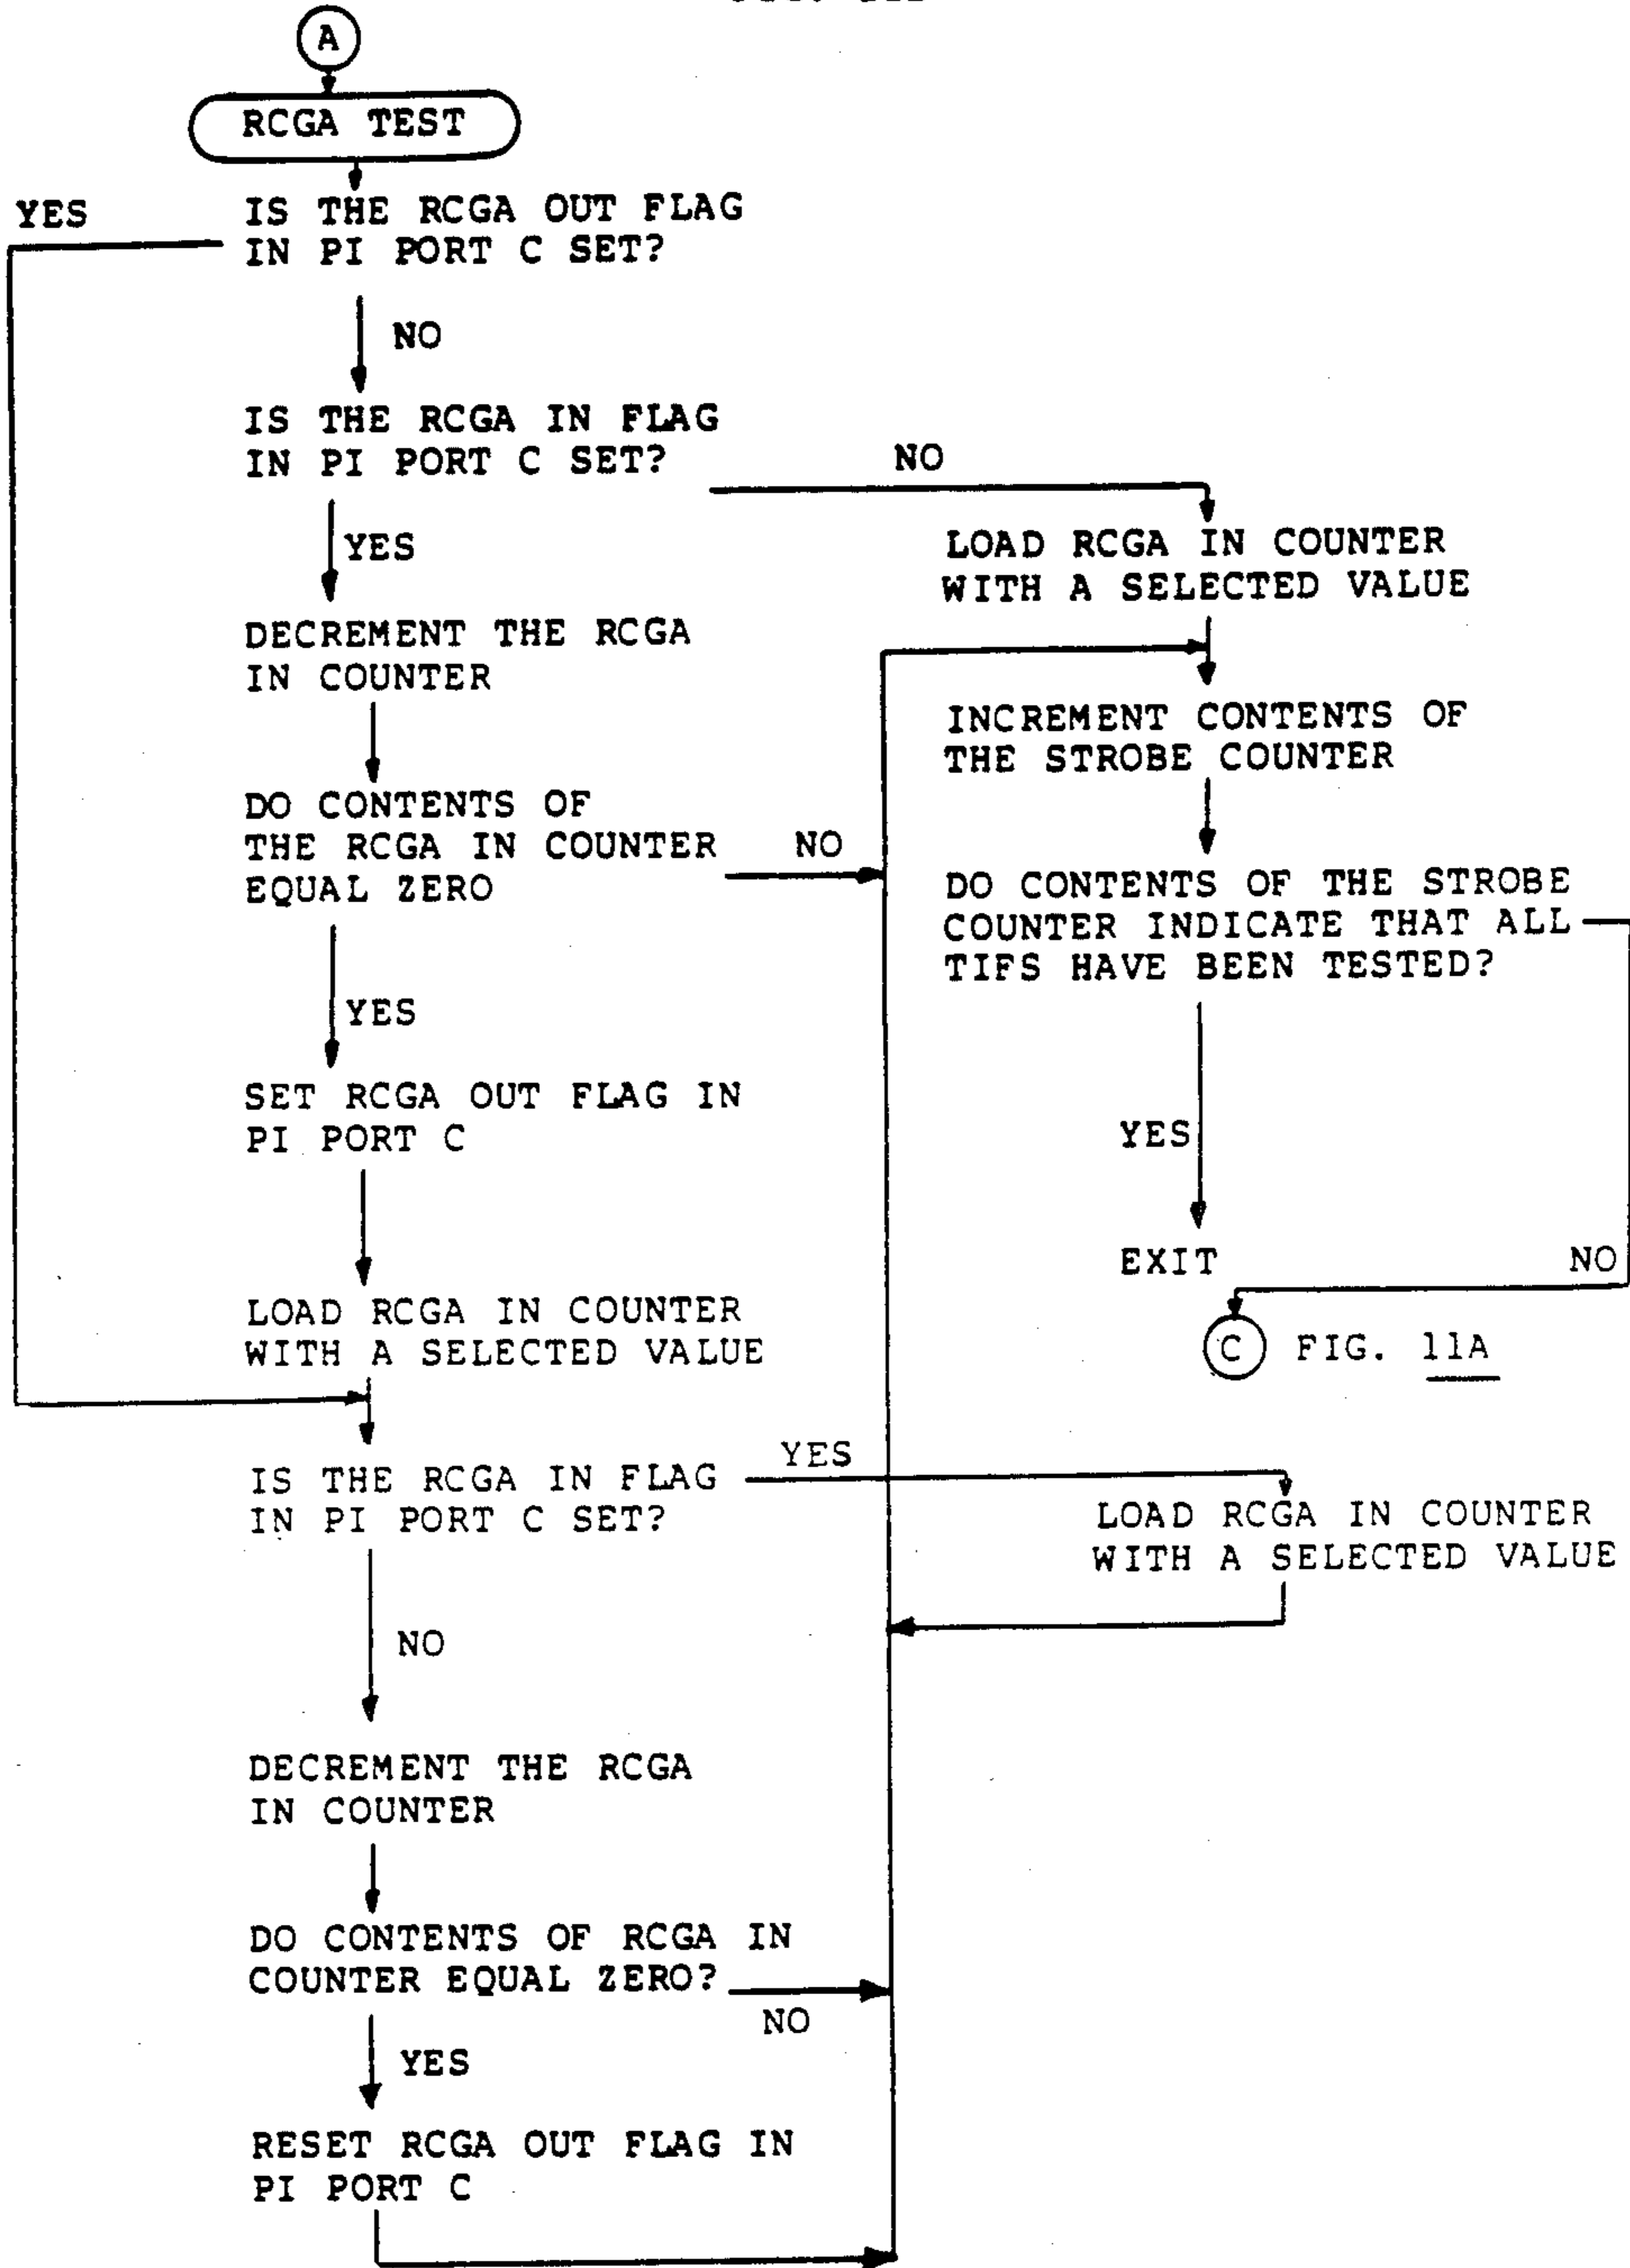 A
RCGA TEST
YES
IS THE RCGA OUT FLAG
IN PI PORT C SET?
NO
IS THE RCGA IN FLAG
IN PI PORT C SET?
NO
YES
LOAD RCGA IN COUNTER
WITH A SELECTED VALUE
DECREMENT THE RCGA
IN COUNTER
INCREMENT CONTENTS OF
THE STROBE COUNTER
DO CONTENTS OF
THE RCGA IN COUNTER
EQUAL ZERO
NO
DO CONTENTS OF THE STROBE
COUNTER INDICATE THAT ALL
TIFS HAVE BEEN TESTED?
YES
SET RCGA OUT FLAG IN
PI PORT C
YES
EXIT
NO
C FIG. 11A
LOAD RCGA IN COUNTER
WITH A SELECTED VALUE
IS THE RCGA IN FLAG
IN PI PORT C SET?
YES
LOAD RCGA IN COUNTER
WITH A SELECTED VALUE
NO
DECREMENT THE RCGA
IN COUNTER
DO CONTENTS OF RCGA IN
COUNTER EQUAL ZERO?
NO
YES
RESET RCGA OUT FLAG IN
PI PORT C